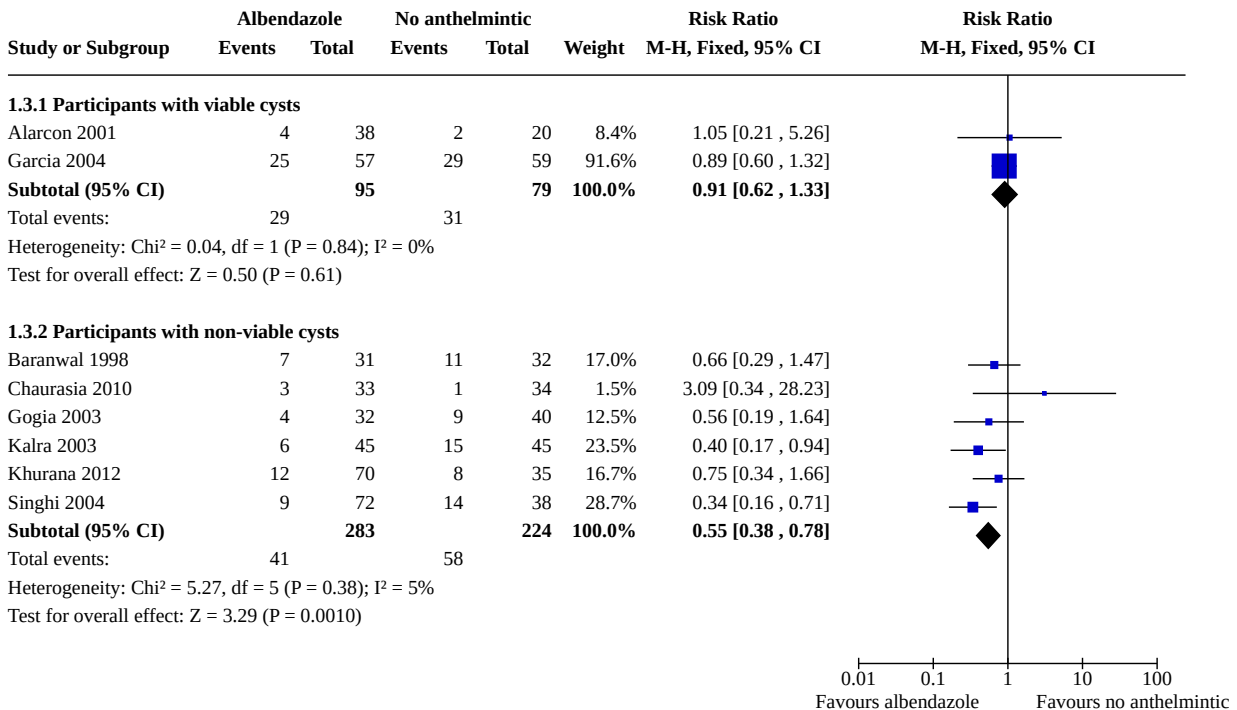 Albendazole No anthelmintic Risk Ratio Risk Ratio
Study or Subgroup Events Total Events Total Weight M-H, Fixed, 95% CI M-H, Fixed, 95% CI
1.3.1 Participants with viable cysts
Alarcon 2001 4 38 2 20 8.4% 1.05 [0.21 , 5.26]
Garcia 2004 25 57 29 59 91.6% 0.89 [0.60 , 1.32]
Subtotal (95% CI) 95 79 100.0% 0.91 [0.62 , 1.33]
Total events: 29 31
Heterogeneity: Chi² = 0.04, df = 1 (P = 0.84); I² = 0%
Test for overall effect: Z = 0.50 (P = 0.61)
1.3.2 Participants with non-viable cysts
Baranwal 1998 7 31 11 32 17.0% 0.66 [0.29 , 1.47]
Chaurasia 2010 3 33 1 34 1.5% 3.09 [0.34 , 28.23]
Gogia 2003 4 32 9 40 12.5% 0.56 [0.19 , 1.64]
Kalra 2003 6 45 15 45 23.5% 0.40 [0.17 , 0.94]
Khurana 2012 12 70 8 35 16.7% 0.75 [0.34 , 1.66]
Singhi 2004 9 72 14 38 28.7% 0.34 [0.16 , 0.71]
Subtotal (95% CI) 283 224 100.0% 0.55 [0.38 , 0.78]
Total events: 41 58
Heterogeneity: Chi² = 5.27, df = 5 (P = 0.38); I² = 5%
Test for overall effect: Z = 3.29 (P = 0.0010)
0.01 0.1 1 10 100
Favours albendazole Favours no anthelmintic